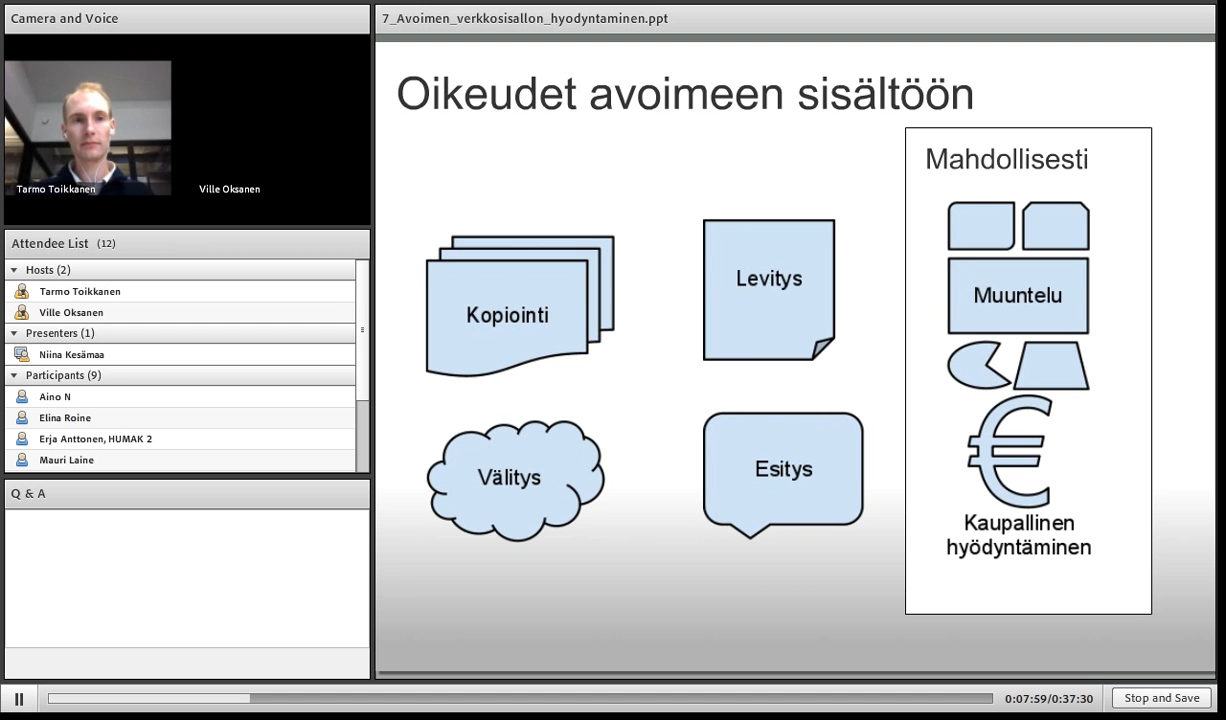 Camera and Voice
Tarmo Toikkanen
Ville Oksanen
Attendee List (12)
Hosts (2)
Tarmo Toikkanen
Ville Oksanen
Presenters (1)
Niina Kesämaa
Participants (9)
Aino N
Elina Roine
Erja Anttonen, HUMAK 2
Mauri Laine
Q & A
7_Avoimen_verkkosisallon_hyodyntaminen.ppt
Oikeudet avoimeen sisältöön
Kopiointi
Levitys
Välitys
Esitys
Mahdollisesti
Muuntelu
€
Kaupallinen
hyödyntäminen
0:07:59/0:37:30
Stop and Save